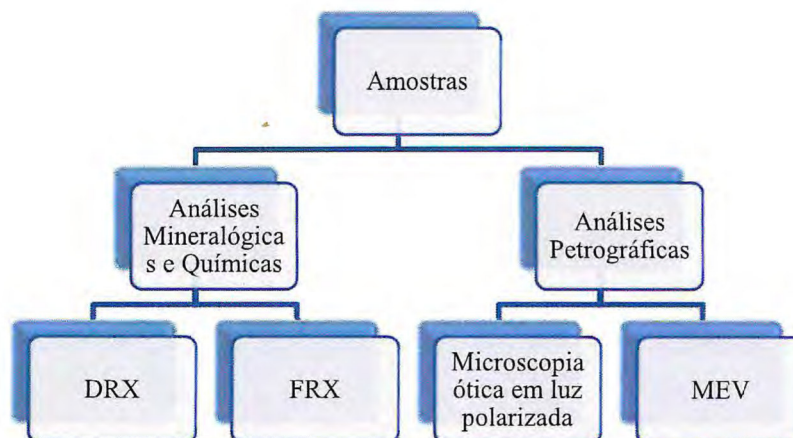 Amostras
Análises
Mineralógica
s e Químicas
Análises
Petrográficas
DRX
FRX
Microscopia
ótica em luz
polarizada
MEV